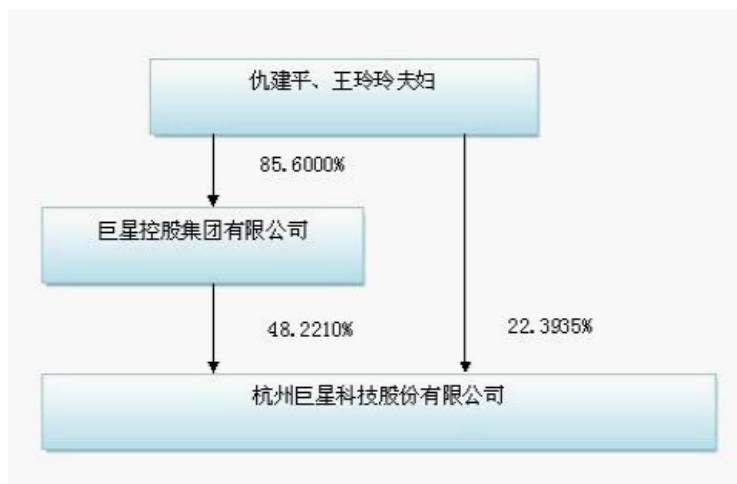 仇建平、王玲玲夫妇
85.6000%
巨星控股集团有限公司
48.2210%
22.3935%
杭州巨星科技股份有限公司